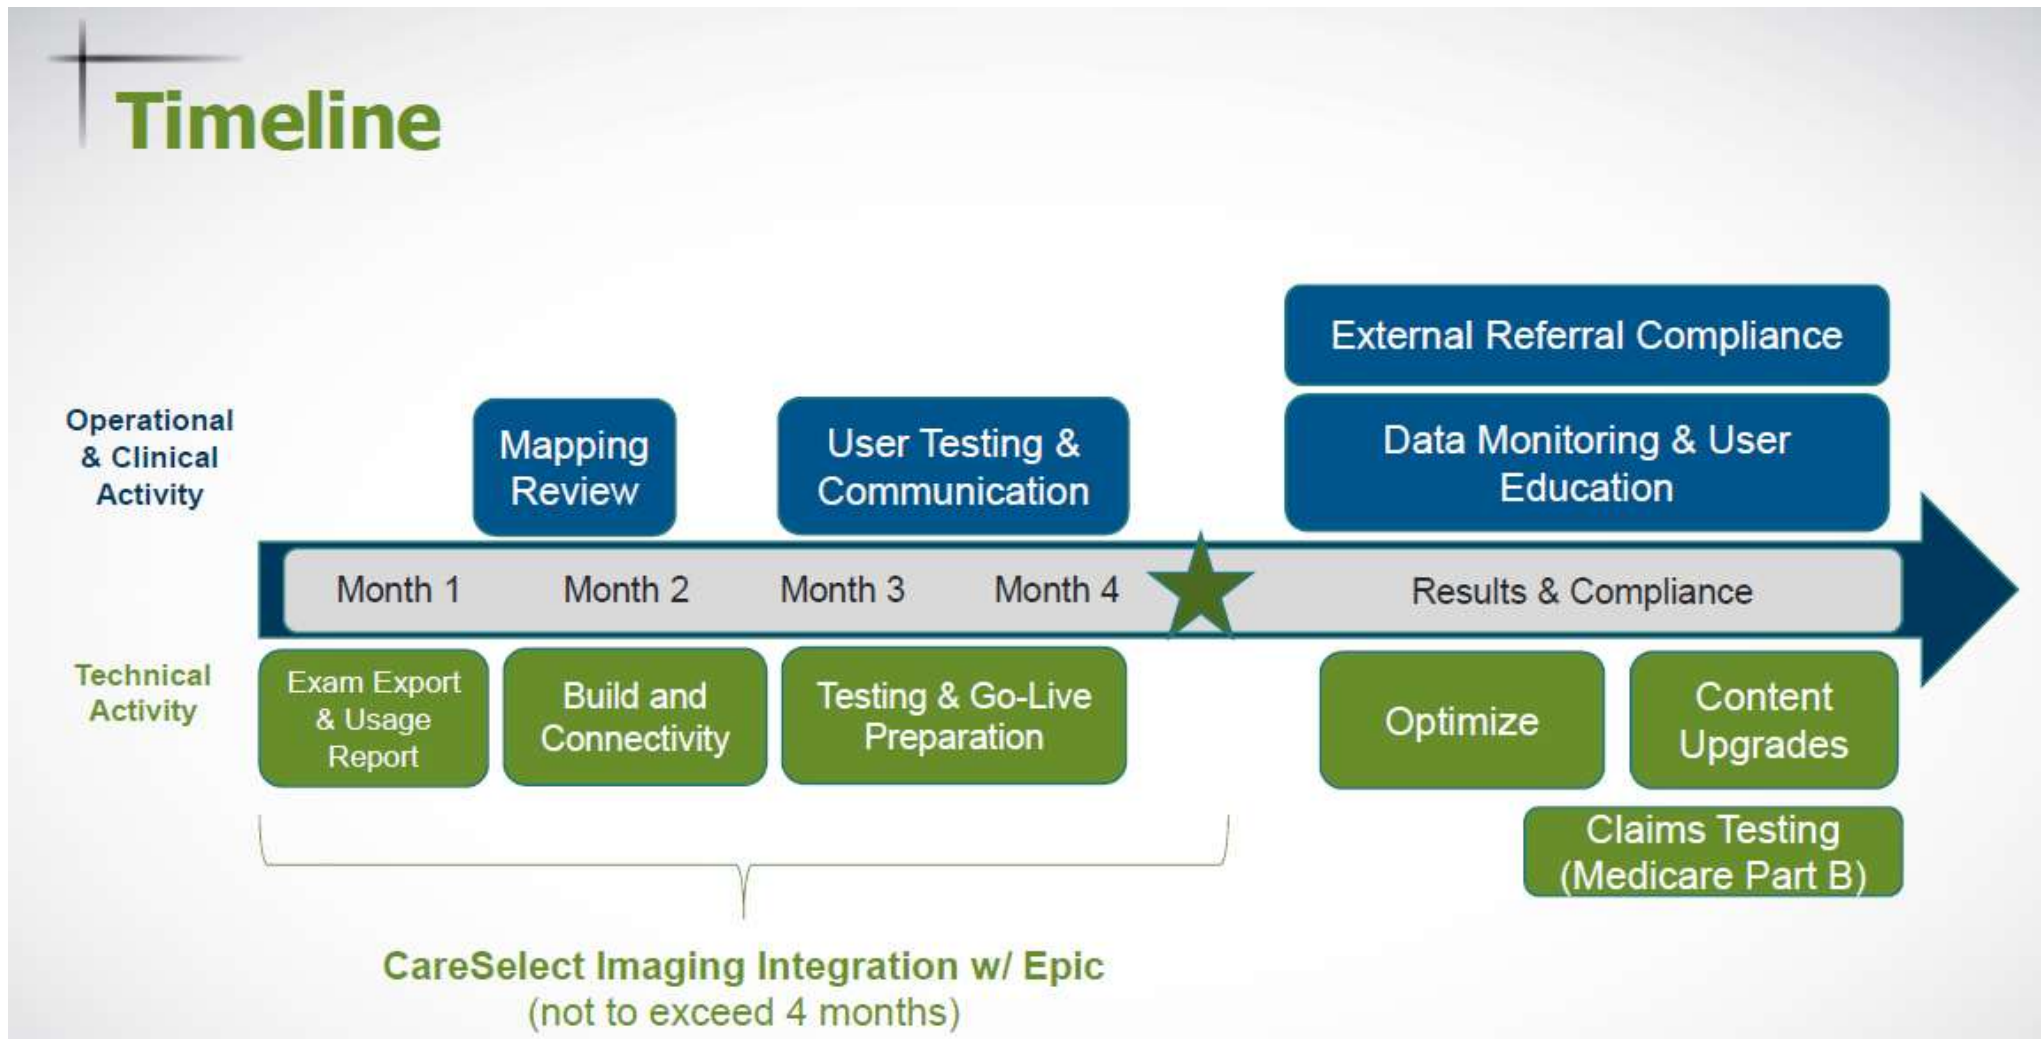 Timeline
External Referral Compliance
Operational
& Clinical
Activity
Mapping
Review
User Testing &
Communication
Data Monitoring & User
Education
Month 1
Month 2
Month 3
Month 4
Results & Compliance
Technical
Activity
Exam Export
& Usage
Report
Build and
Connectivity
Testing & Go-Live
Preparation
Optimize
Content
Upgrades
Claims Testing
(Medicare Part B)
CareSelect Imaging Integration w/ Epic
(not to exceed 4 months)